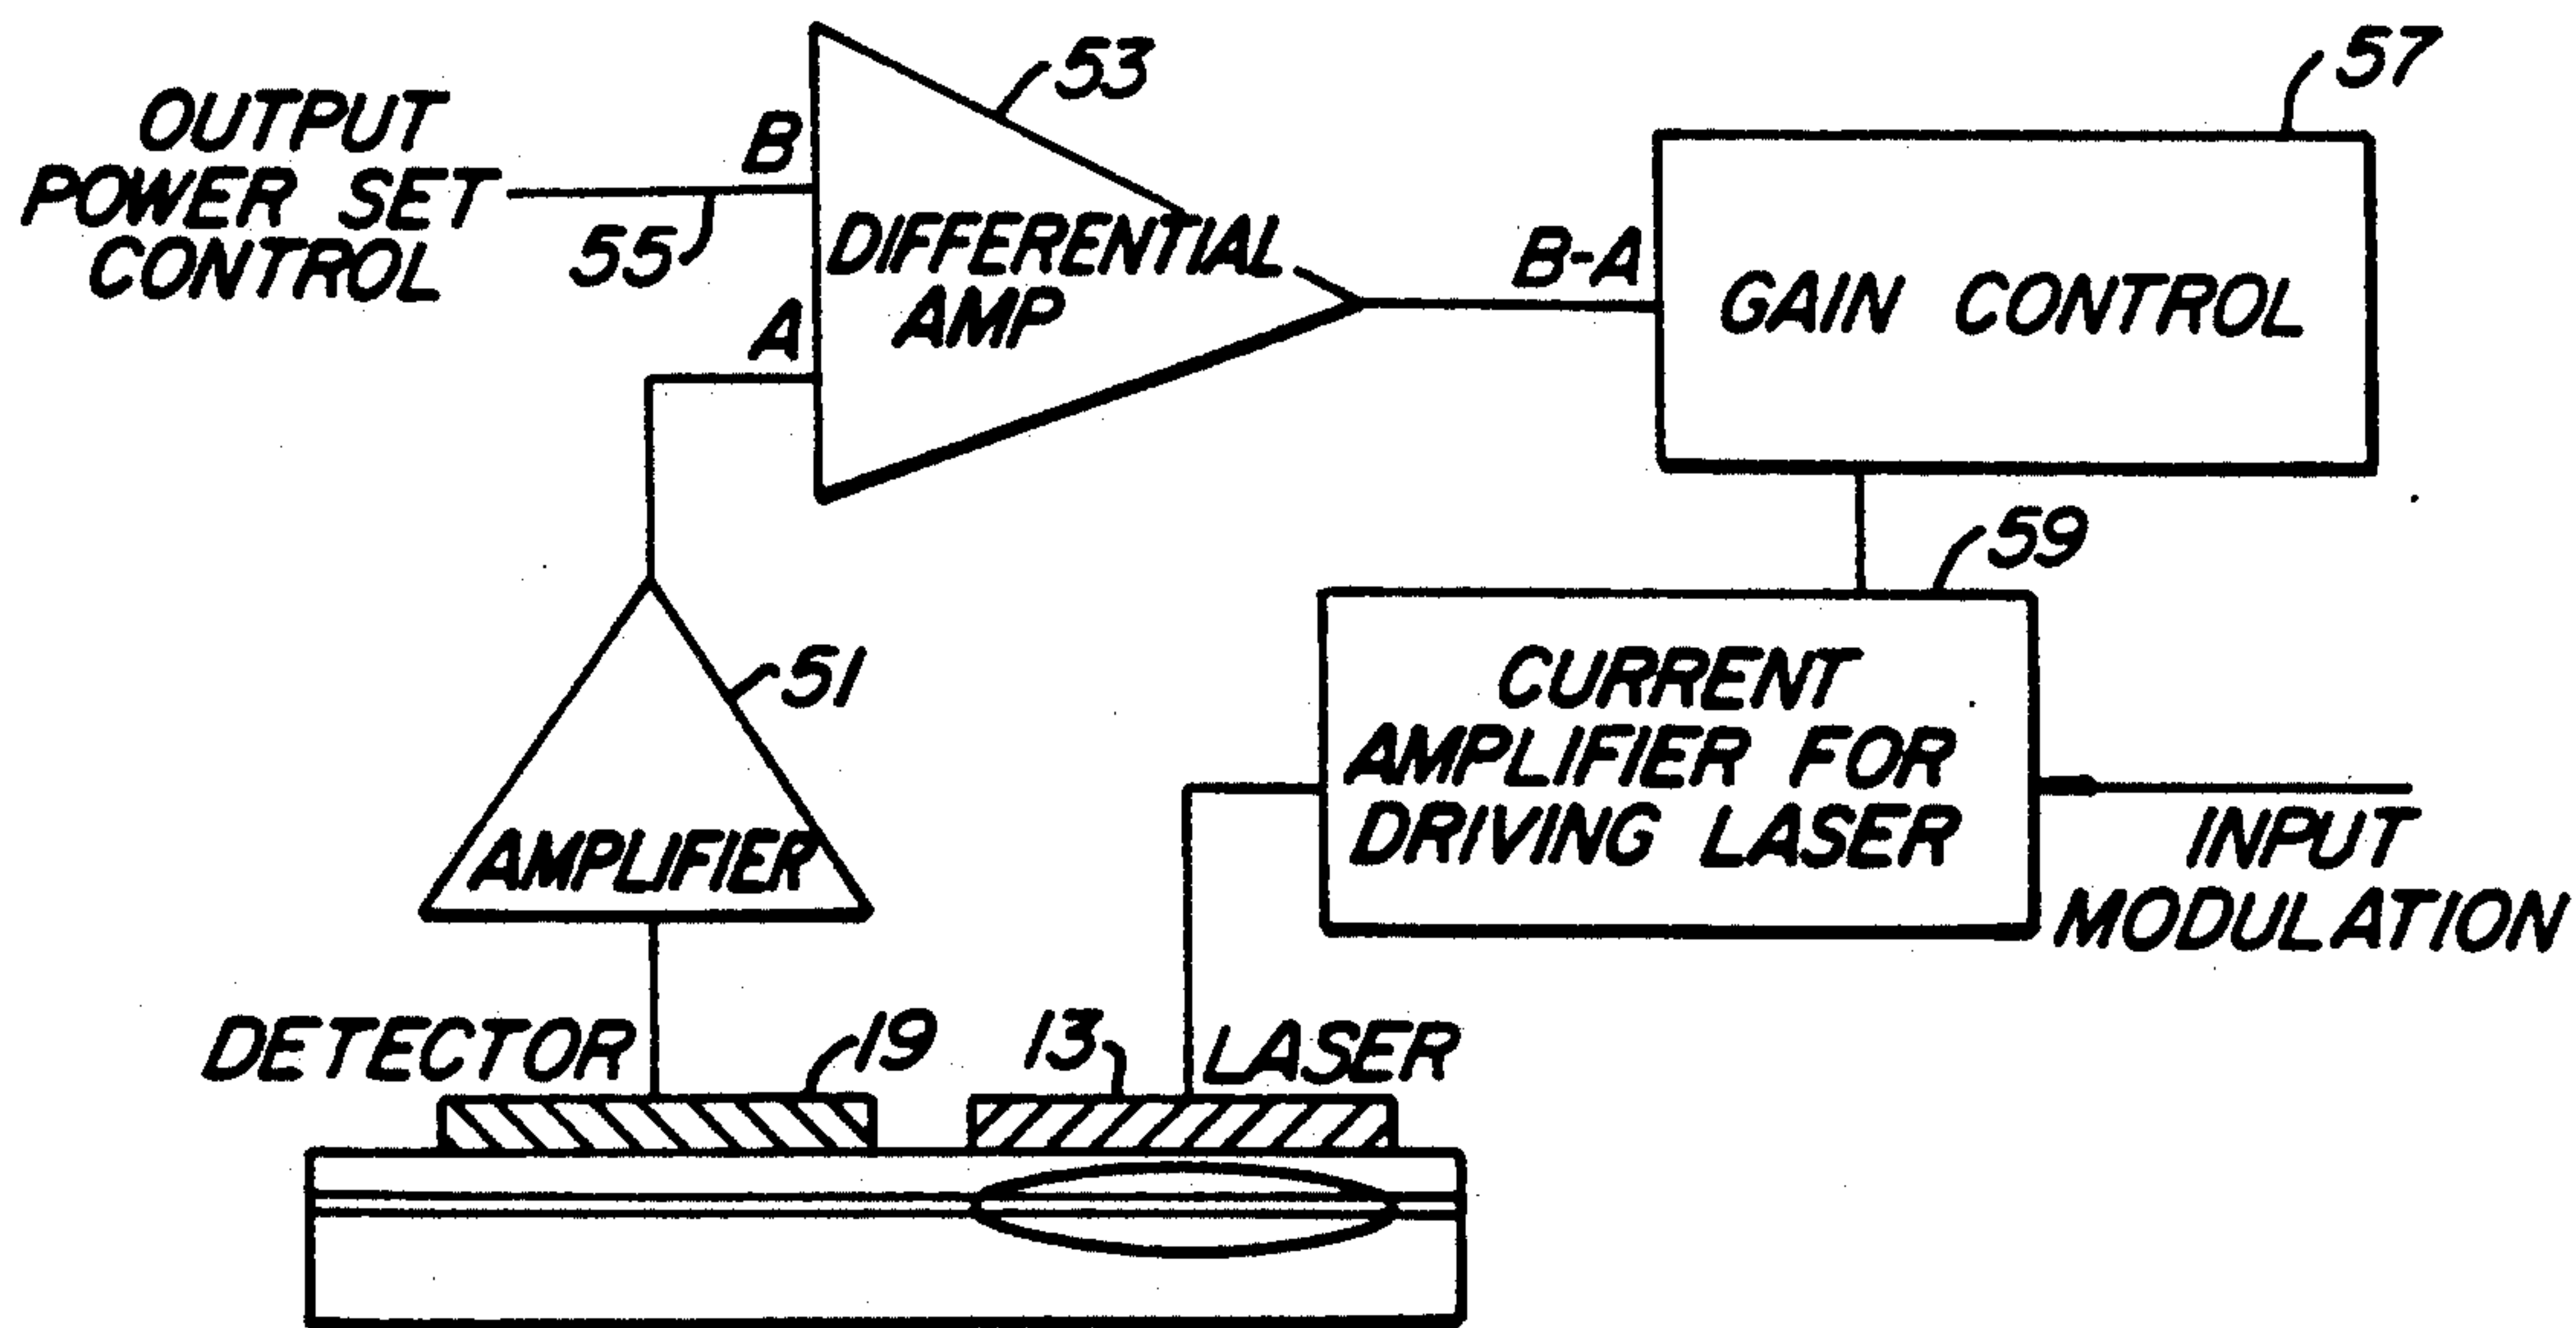 53
57
OUTPUT
POWER SET
CONTROL
B
55
DIFFERENTIAL
AMP
A
B-A
GAIN CONTROL
59
51
CURRENT
AMPLIFIER FOR
DRIVING LASER
AMPLIFIER
INPUT
MODULATION
DETECTOR
19
13
LASER